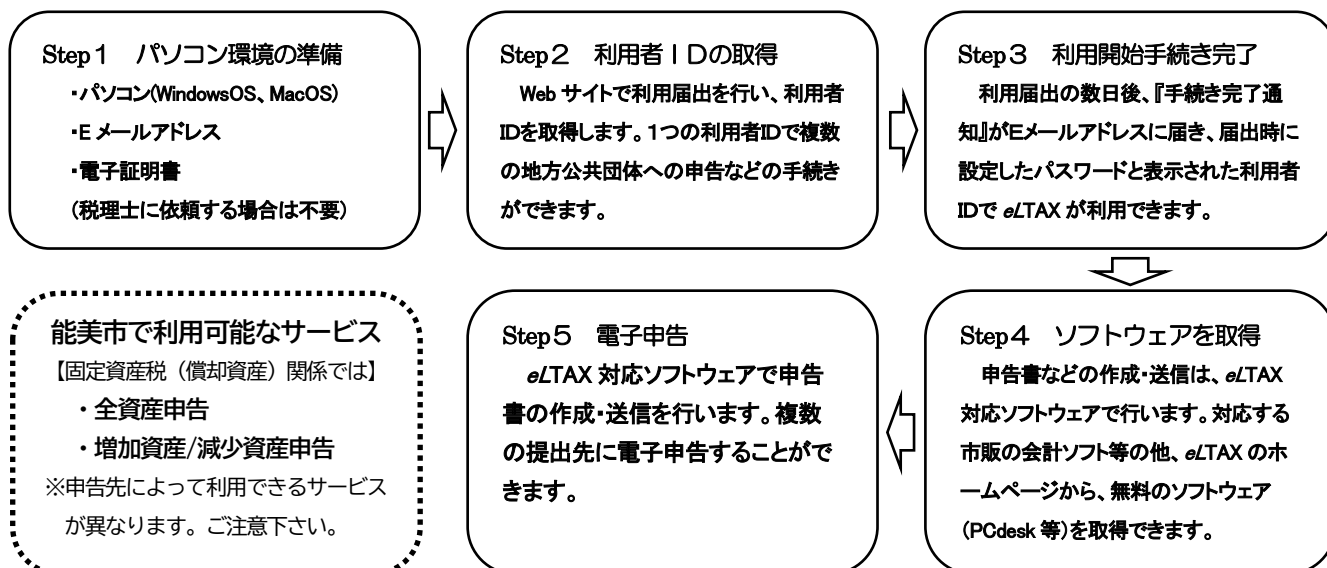 Step1 パソコン環境の準備
・パソコン(WindowsOS、MacOS)
・E メールアドレス
・電子証明書
(税理士に依頼する場合は不要)
Step2 利用者IDの取得
Web サイトで利用届出を行い、利用者
IDを取得します。1つの利用者IDで複数
の地方公共団体への申告などの手続き
ができます。
Step3 利用開始手続き完了
利用届出の数日後、『手続き完了通
知』がEメールアドレスに届き、届出時に
設定したパスワードと表示された利用者
IDで eLTAX が利用できます。
Step4 ソフトウェアを取得
申告書などの作成・送信は、eLTAX
対応ソフトウェアで行います。対応する
市販の会計ソフト等の他、eLTAX のホ
ームページから、無料のソフトウェア
(PCdesk 等)を取得できます。
Step5 電子申告
eLTAX 対応ソフトウェアで申告
書の作成・送信を行います。複数
の提出先に電子申告することがで
きます。
能美市で利用可能なサービス
【固定資産税（償却資産）関係では】
・全資産申告
・増加資産/減少資産申告
※申告先によって利用できるサービス
が異なります。ご注意下さい。